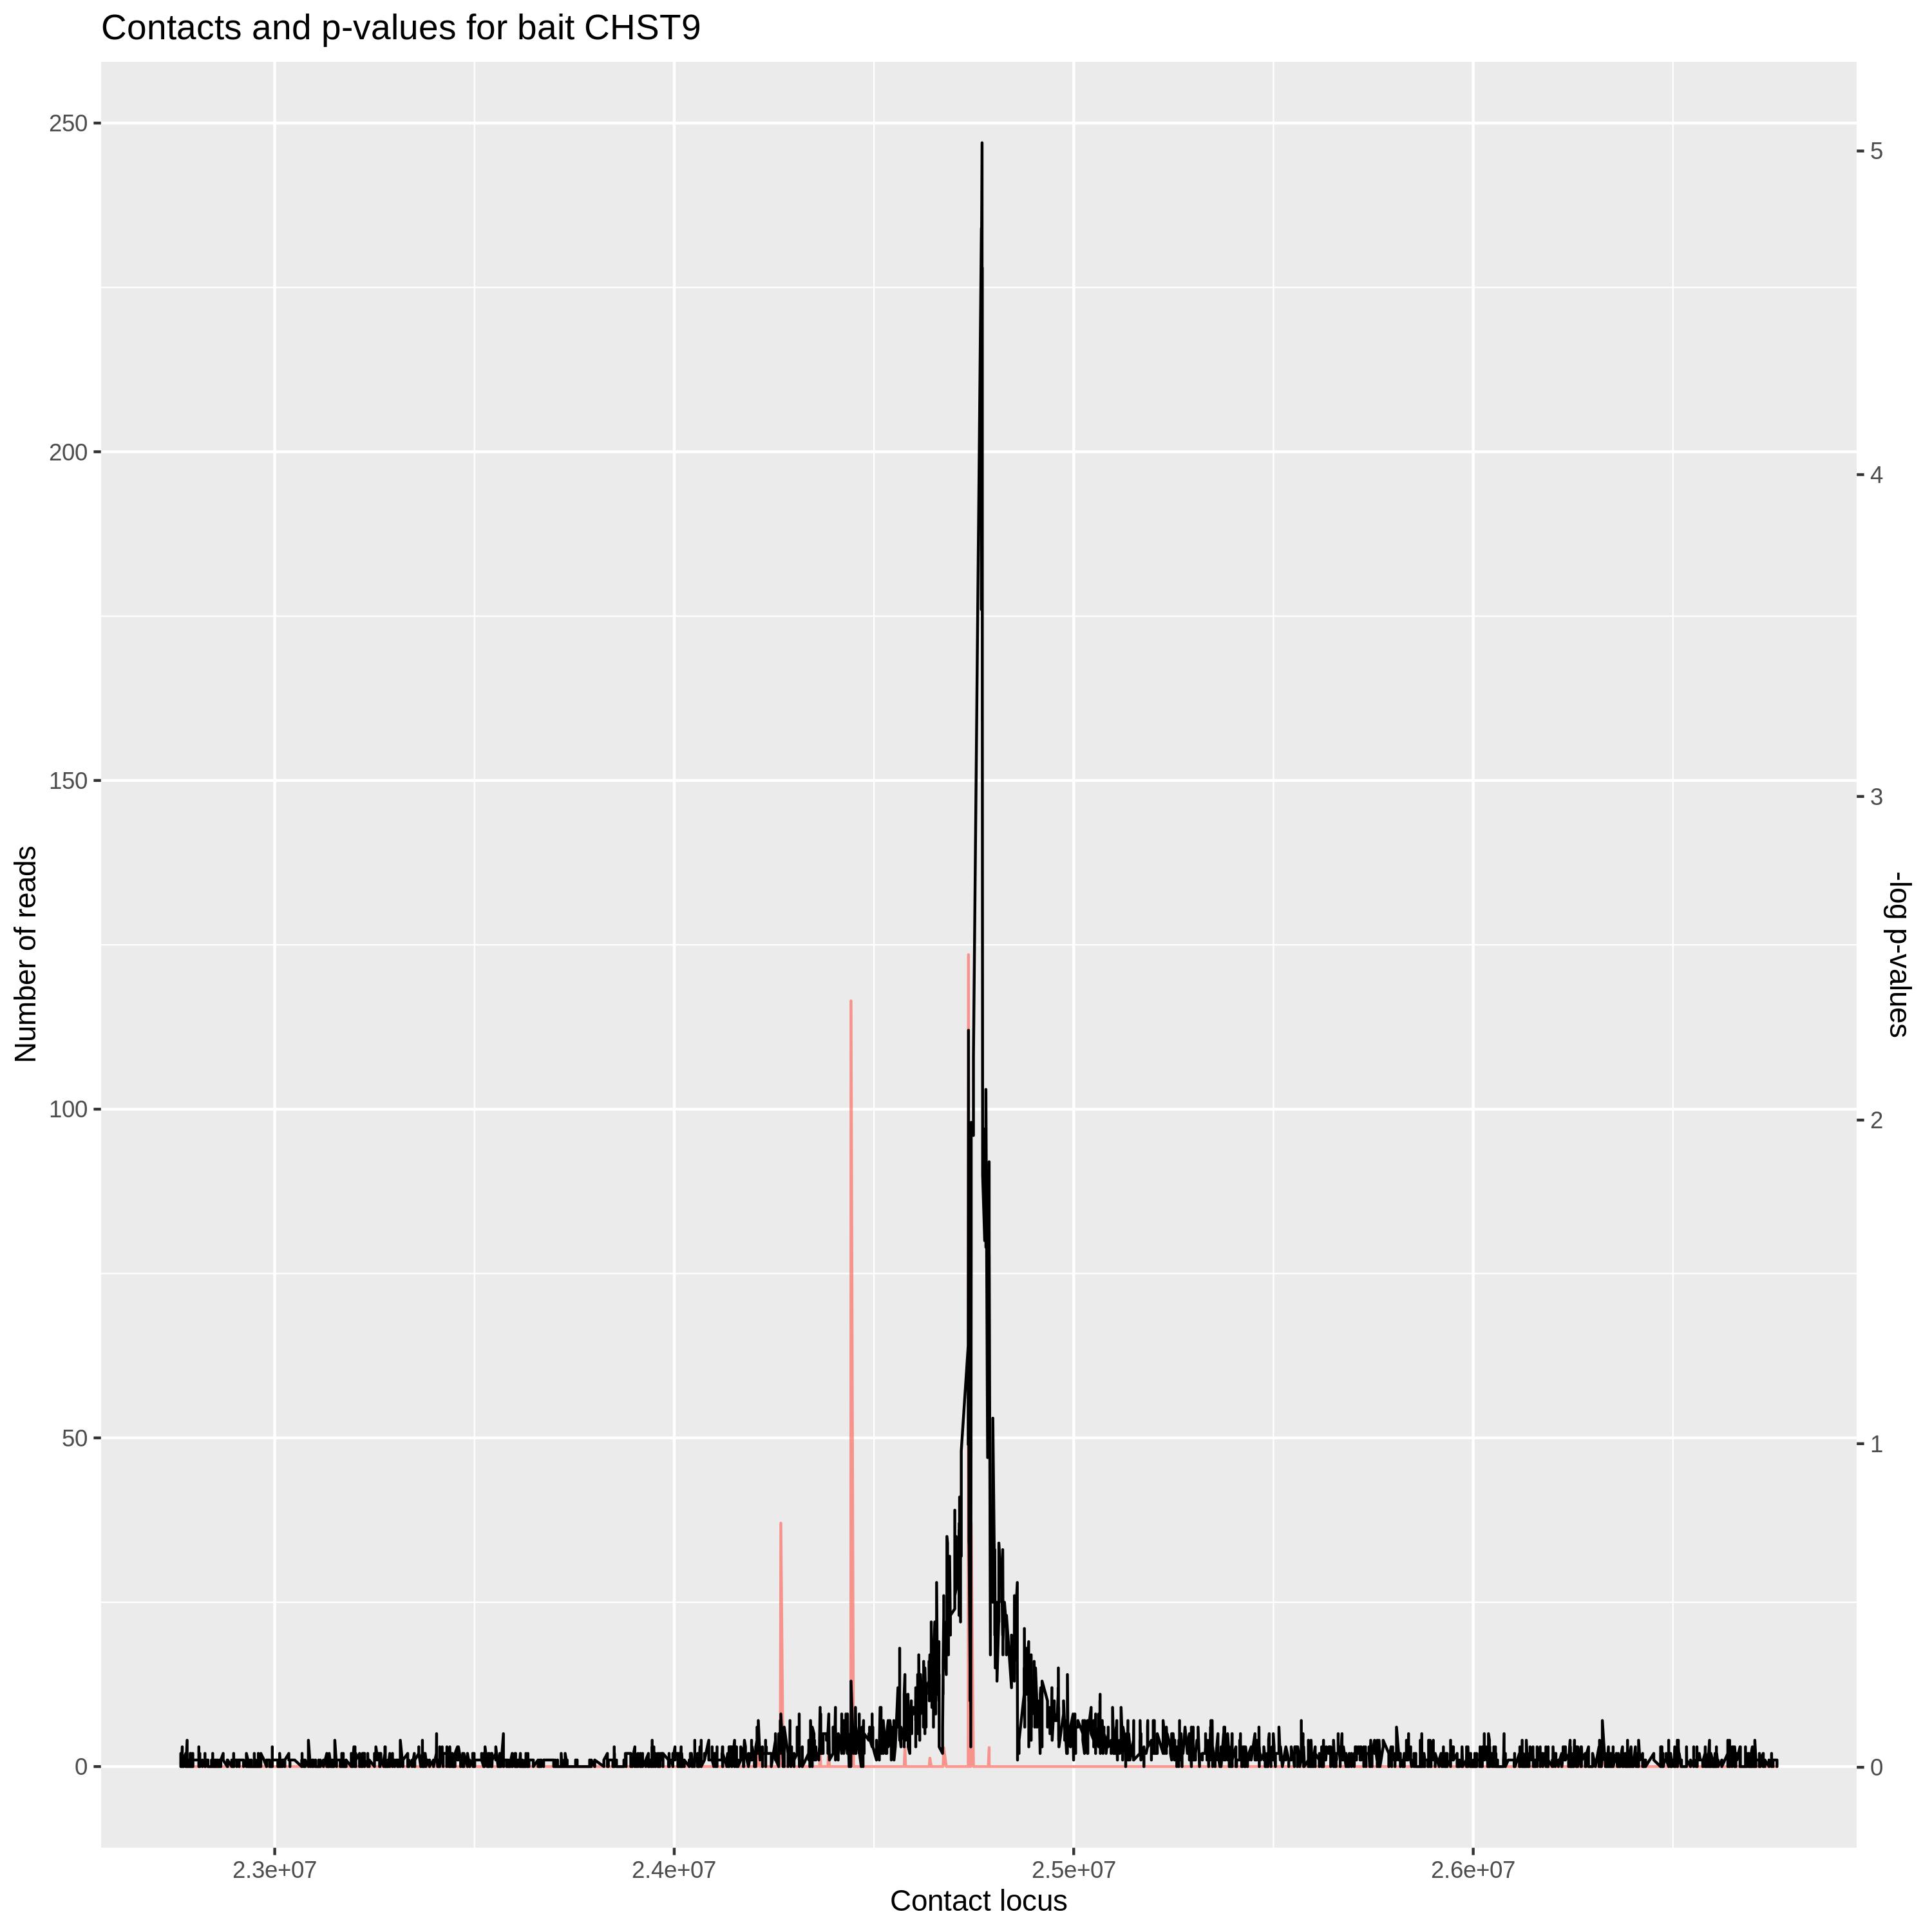 Contacts and p-values for bait CHST9
250
200
150
100
50
0
Number of reads
5
4
3
2
1
0
-log p-values
2.3e+07
2.4e+07
2.5e+07
2.6e+07
Contact locus